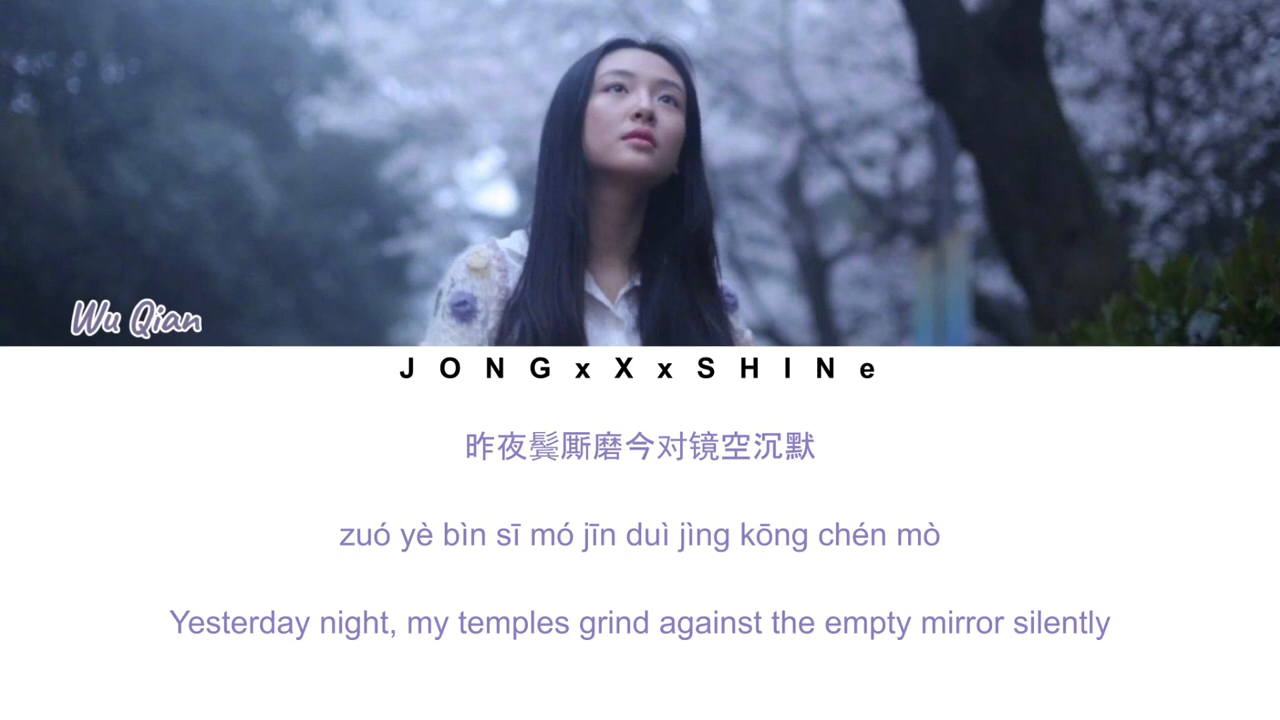 Wu Qian
J O N G x X x S H I N e
昨夜鬓厮磨今对镜空沉默
zuó yè bìn sī mó jīn duì jìng kōng chén mò
Yesterday night, my temples grind against the empty mirror silently